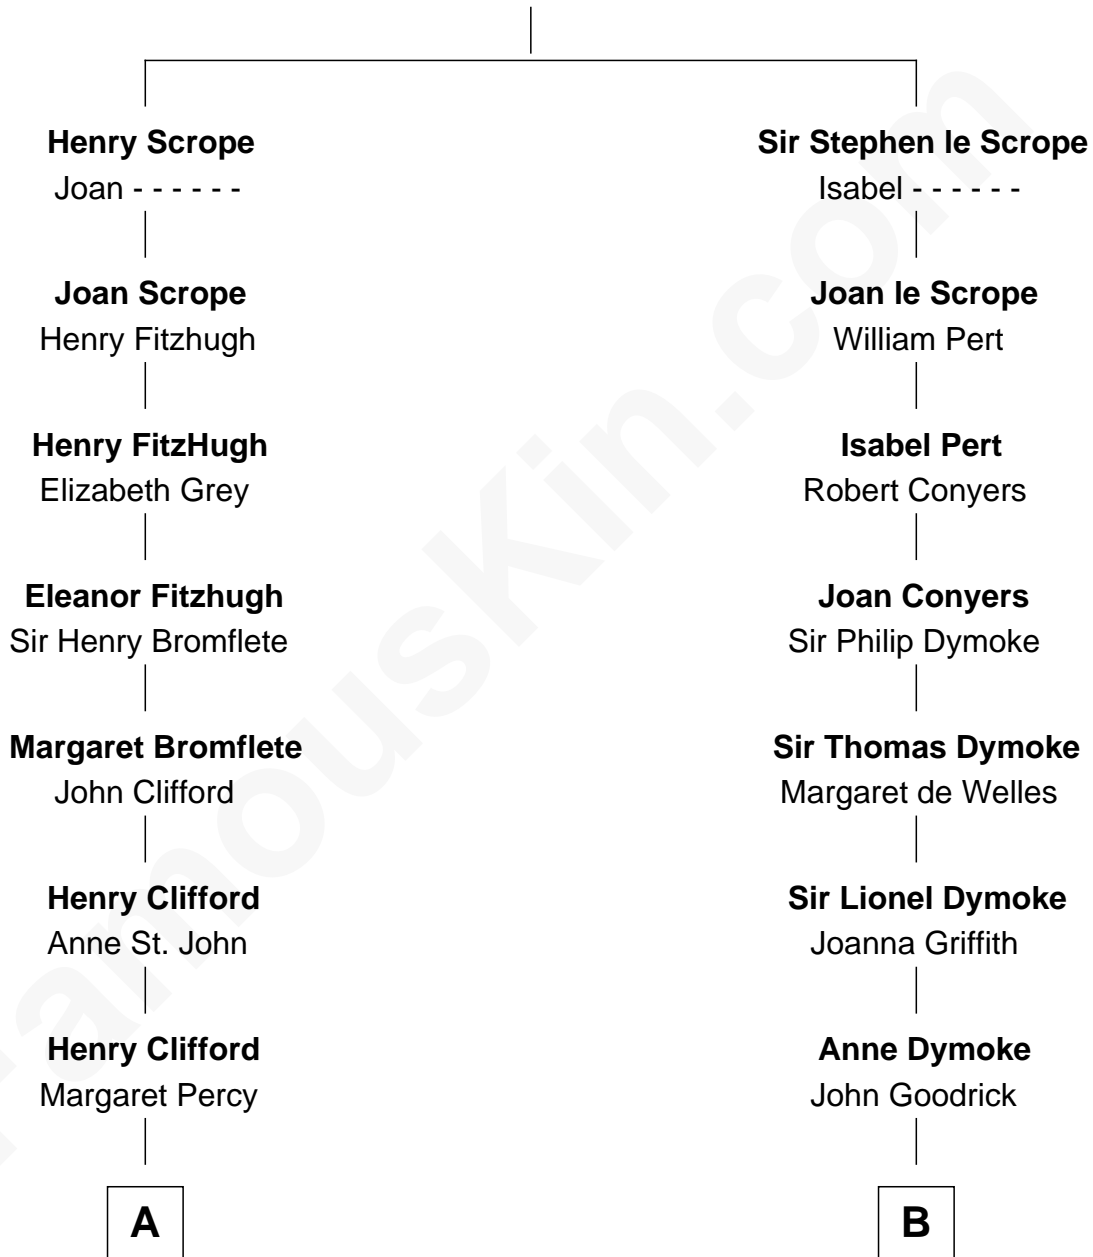 Henry Scrope
Joan - - - - - -
Joan Scrope
Henry Fitzhugh
Henry FitzHugh
Elizabeth Grey
Eleanor Fitzhugh
Sir Henry Bromflete
Margaret Bromflete
John Clifford
Henry Clifford
Anne St. John
Henry Clifford
Margaret Percy
A
Sir Stephen le Scrope
Isabel - - - - - -
Joan le Scrope
William Pert
Isabel Pert
Robert Conyers
Joan Conyers
Sir Philip Dymoke
Sir Thomas Dymoke
Margaret de Welles
Sir Lionel Dymoke
Joanna Griffith
Anne Dymoke
John Goodrick
B
FamousKin.com